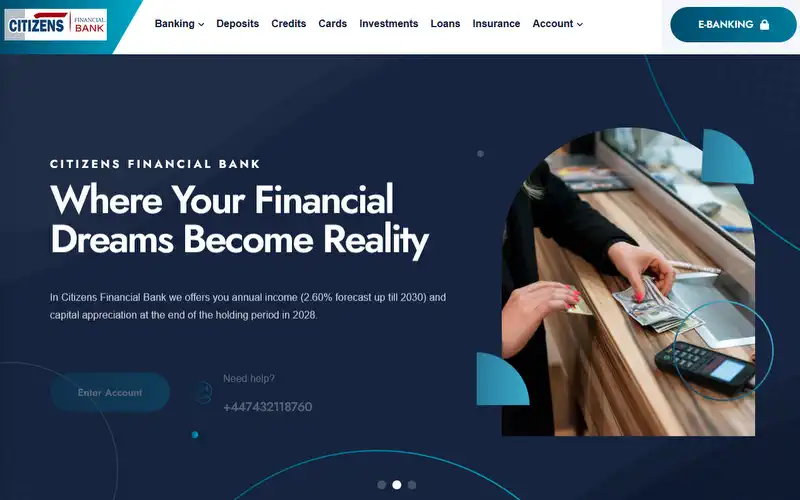 CITIZENS FINANCIAL BANK
Banking Deposits Credits Cards Investments Loans Insurance Account
E-BANKING
CITIZENS FINANCIAL BANK
Where Your Financial
Dreams Become Reality
In Citizens Financial Bank we offers you annual income (2.60% forecast up till 2030) and
capital appreciation at the end of the holding period in 2028.
Enter Account
Need help?
+447432118760